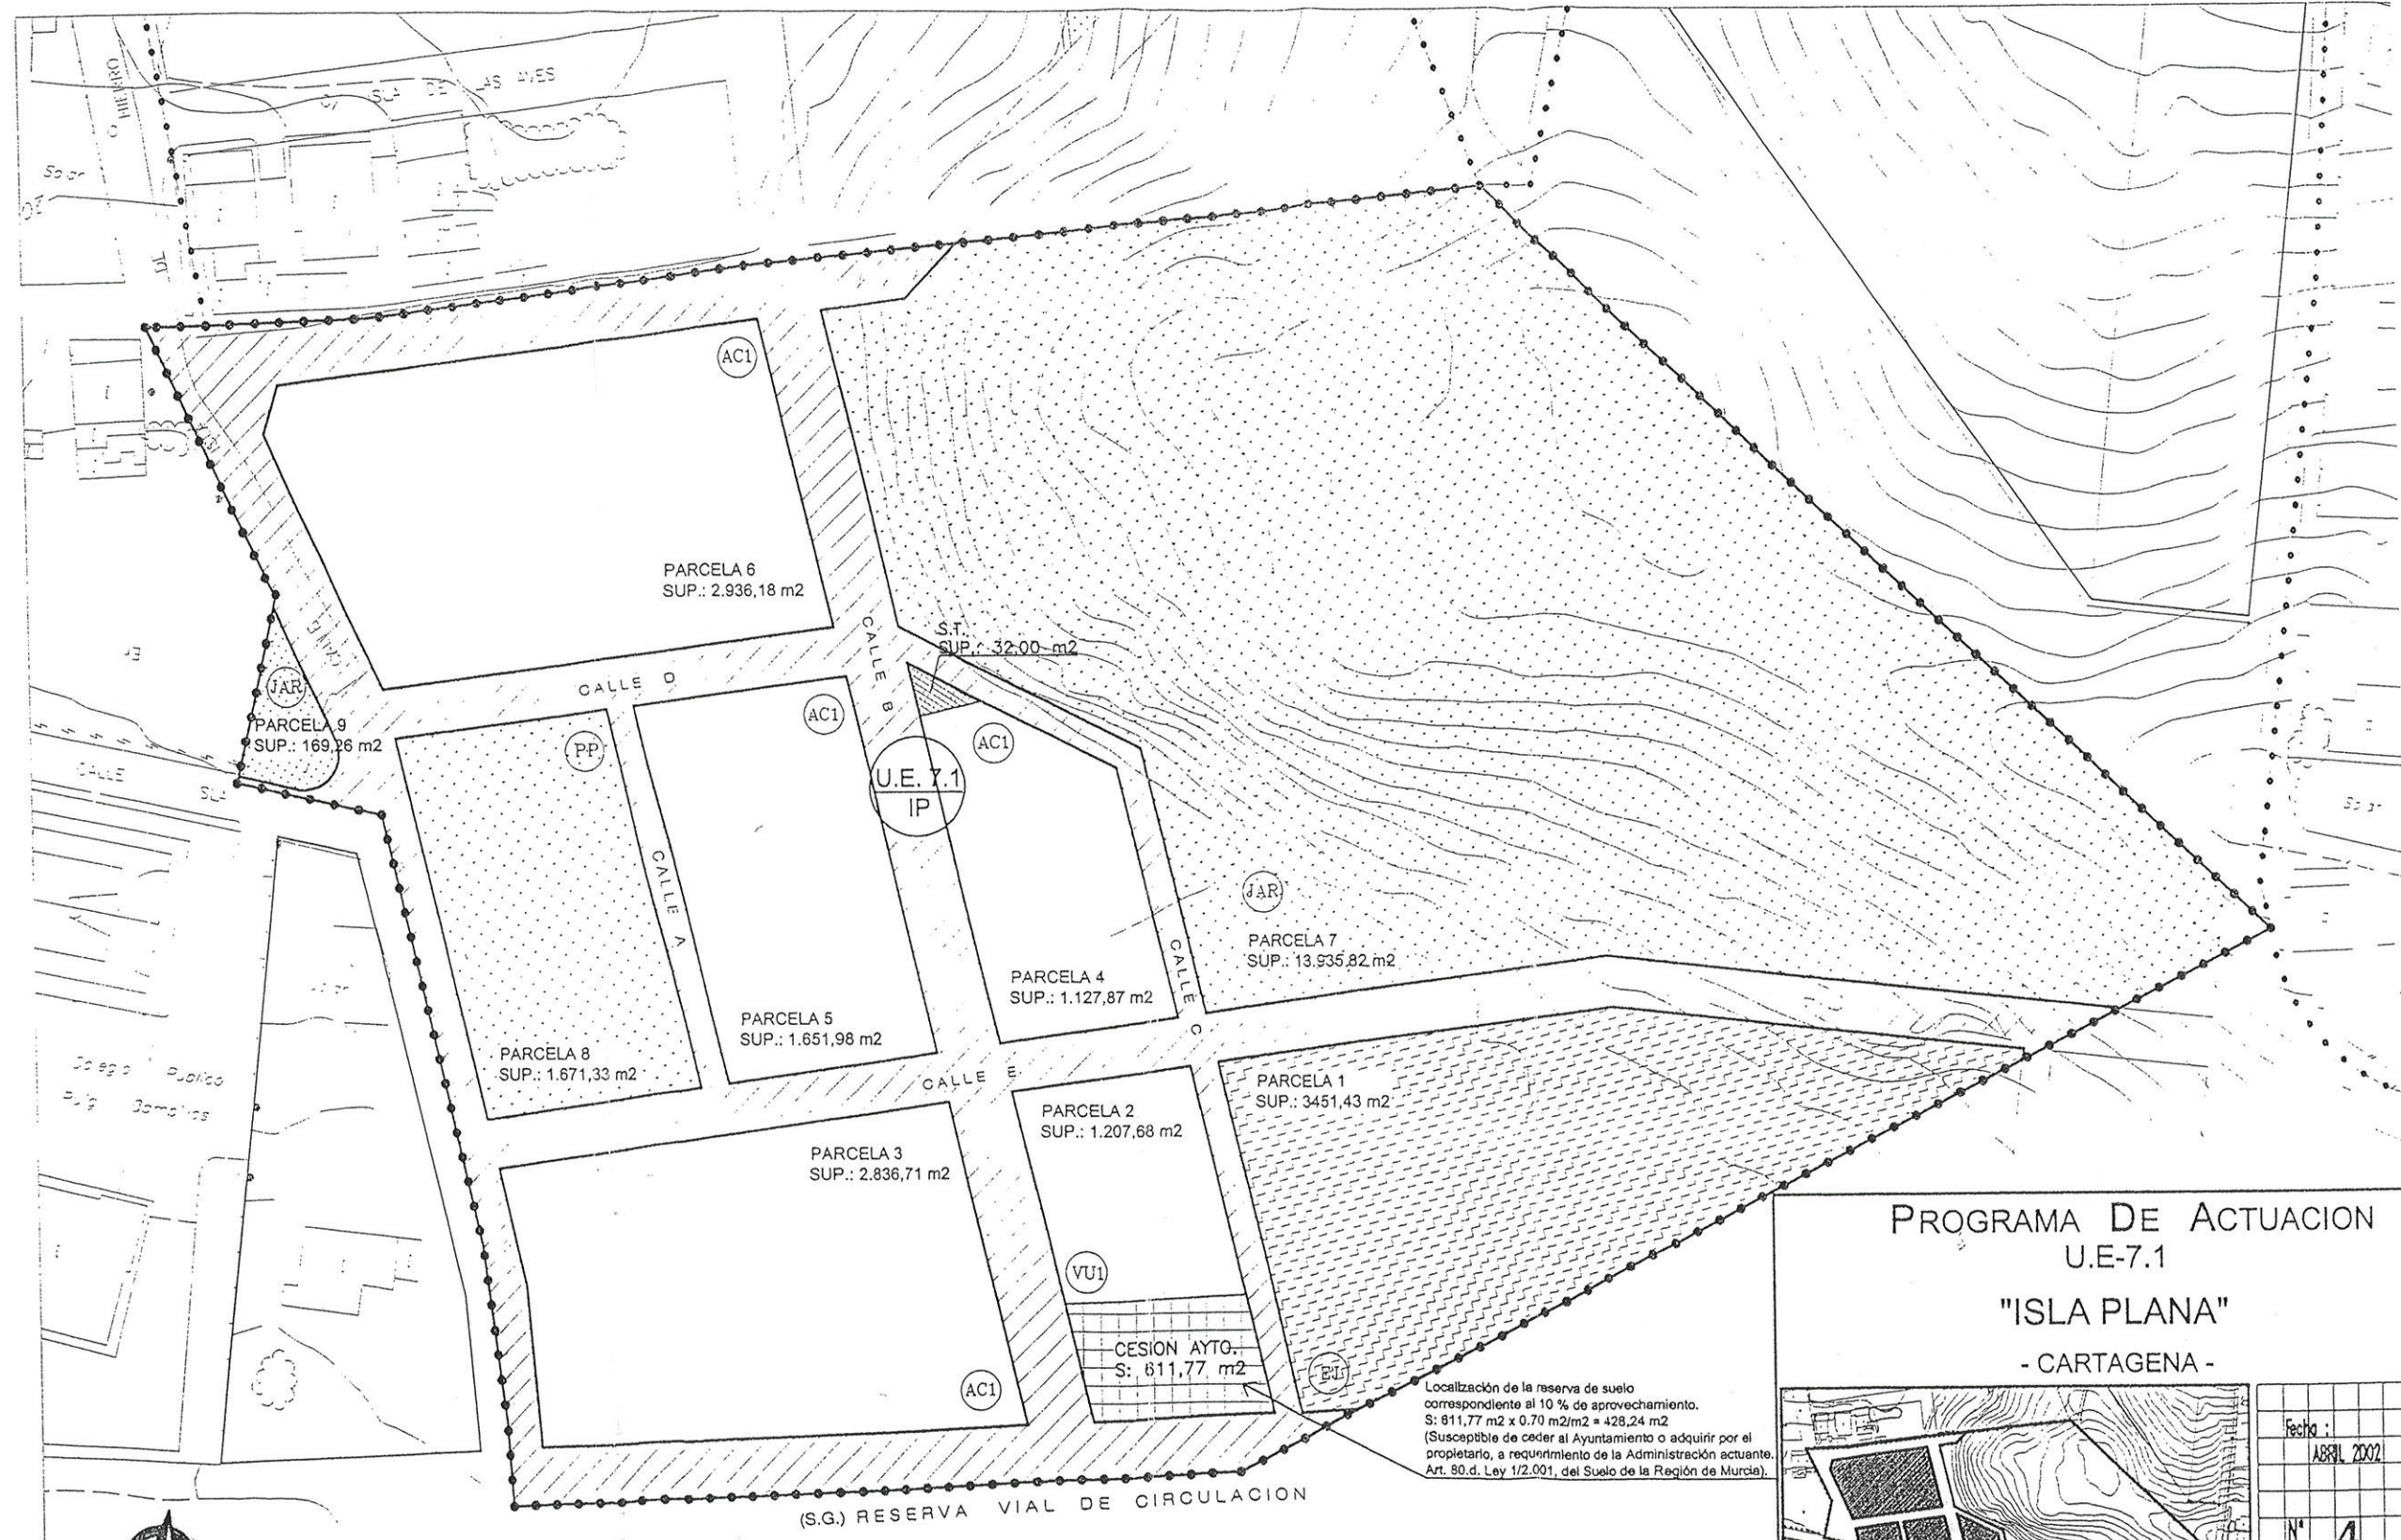 C/ ISLA DE LAS AVES
HIERRO
DE
Solar
AC1
PARCELA 6
SUP.: 2.936,18 m2
CALLE B
S.T.
SUP.: 32.00 m2
CALLE D
JAR
PARCELA 9
SUP.: 169,26 m2
PP
AC1
AC1
U.E. 7.1
IP
CALLE
CALLE A
Solar
JAR
PARCELA 7
SUP.: 13.935,82 m2
CALLE C
PARCELA 4
SUP.: 1.127,87 m2
PARCELA 5
SUP.: 1.651,98 m2
PARCELA 8
SUP.: 1.671,33 m2
CALLE E
Colegio Publico
PARCELA 1
SUP.: 3451,43 m2
PARCELA 2
SUP.: 1.207,68 m2
PARCELA 3
SUP.: 2.836,71 m2
VU1
CESION AYTO.
S: 611,77 m2
AC1
Localización de la reserva de suelo
correspondiente al 10 % de aprovechamiento.
S: 611,77 m2 x 0.70 m2/m2 = 428,24 m2
(Susceptible de ceder al Ayuntamiento o adquirir por el
propietario, a requerimiento de la Administración actuante.
Art. 80.d. Ley 1/2.001, del Suelo de la Región de Murcia).
(S.G.) RESERVA VIAL DE CIRCULACION
PROGRAMA DE ACTUACION
U.E-7.1
"ISLA PLANA"
- CARTAGENA -
Fecha :
ABRIL 2002
Nº